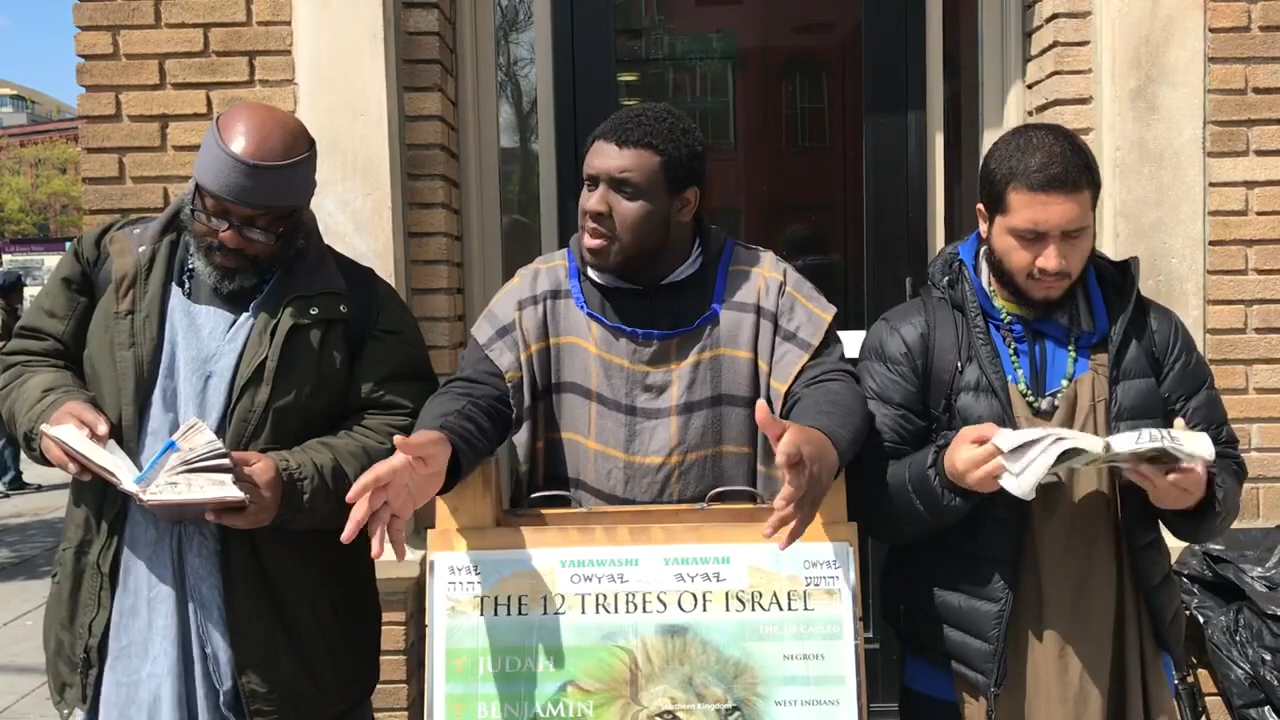 YAHAWASHI YAHAWAH
יהוה
יהושע
THE 12 TRIBES OF ISRAEL
THE SO CALLED
JUDAH NEGROES
BENJAMIN WEST INDIANS
Southern Kingdom